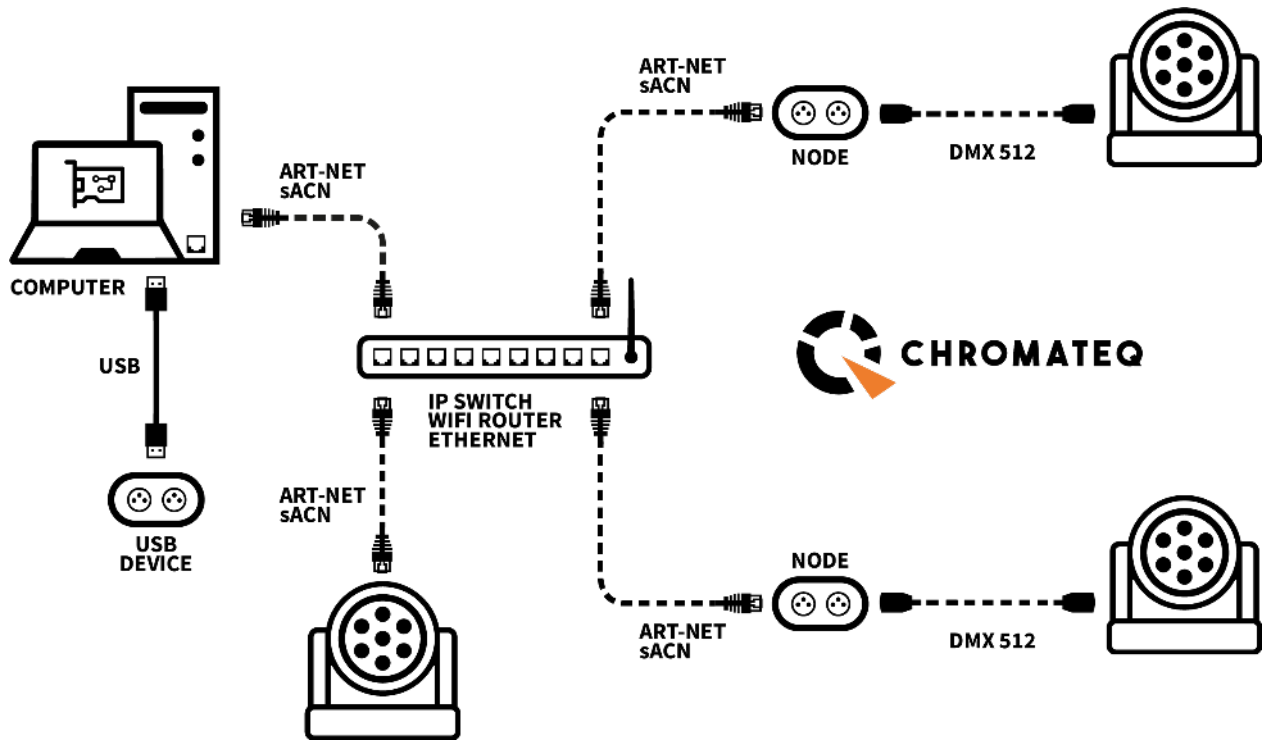 ART-NET
sACN
NODE
DMX 512
ART-NET
sACN
COMPUTER
USB
CHROMATEQ
IP SWITCH
WIFI ROUTER
ETHERNET
ART-NET
sACN
USB
DEVICE
NODE
ART-NET
sACN
DMX 512